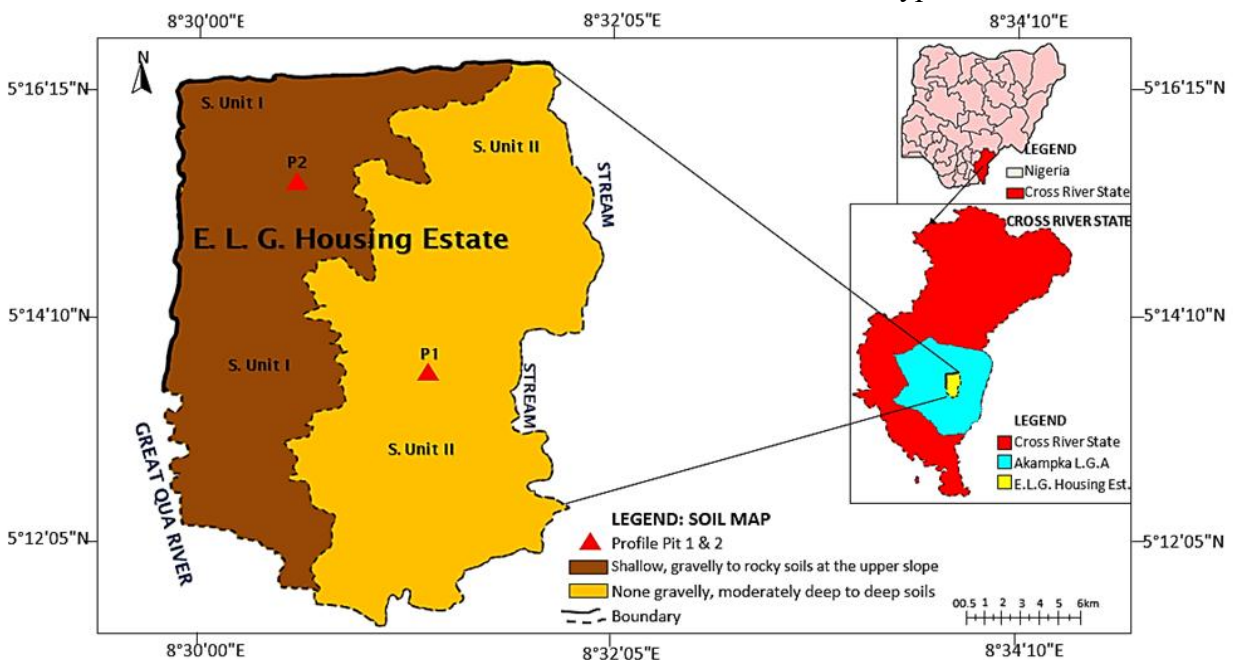 8°30'00"E
8°32'05"E
8°34'10"E
N
5°16'15"N
S. Unit I
S. Unit II
P2
STREAM
E. L. G. Housing Estate
5°14'10"N
S. Unit I
P1
STREAM
S. Unit II
GREAT QUA RIVER
5°12'05"N
LEGEND: SOIL MAP
Profile Pit 1 & 2
Shallow, gravelly to rocky soils at the upper slope
None gravelly, moderately deep to deep soils
Boundary
5°16'15"N
LEGEND
Nigeria
Cross River State
CROSS RIVER STATE
5°14'10"N
LEGEND
Cross River State
Akampka L.G.A
E.L.G. Housing Est.
5°12'05"N
00.5 1 2 3 4 5 6km
8°30'00"E
8°32'05"E
8°34'10"E